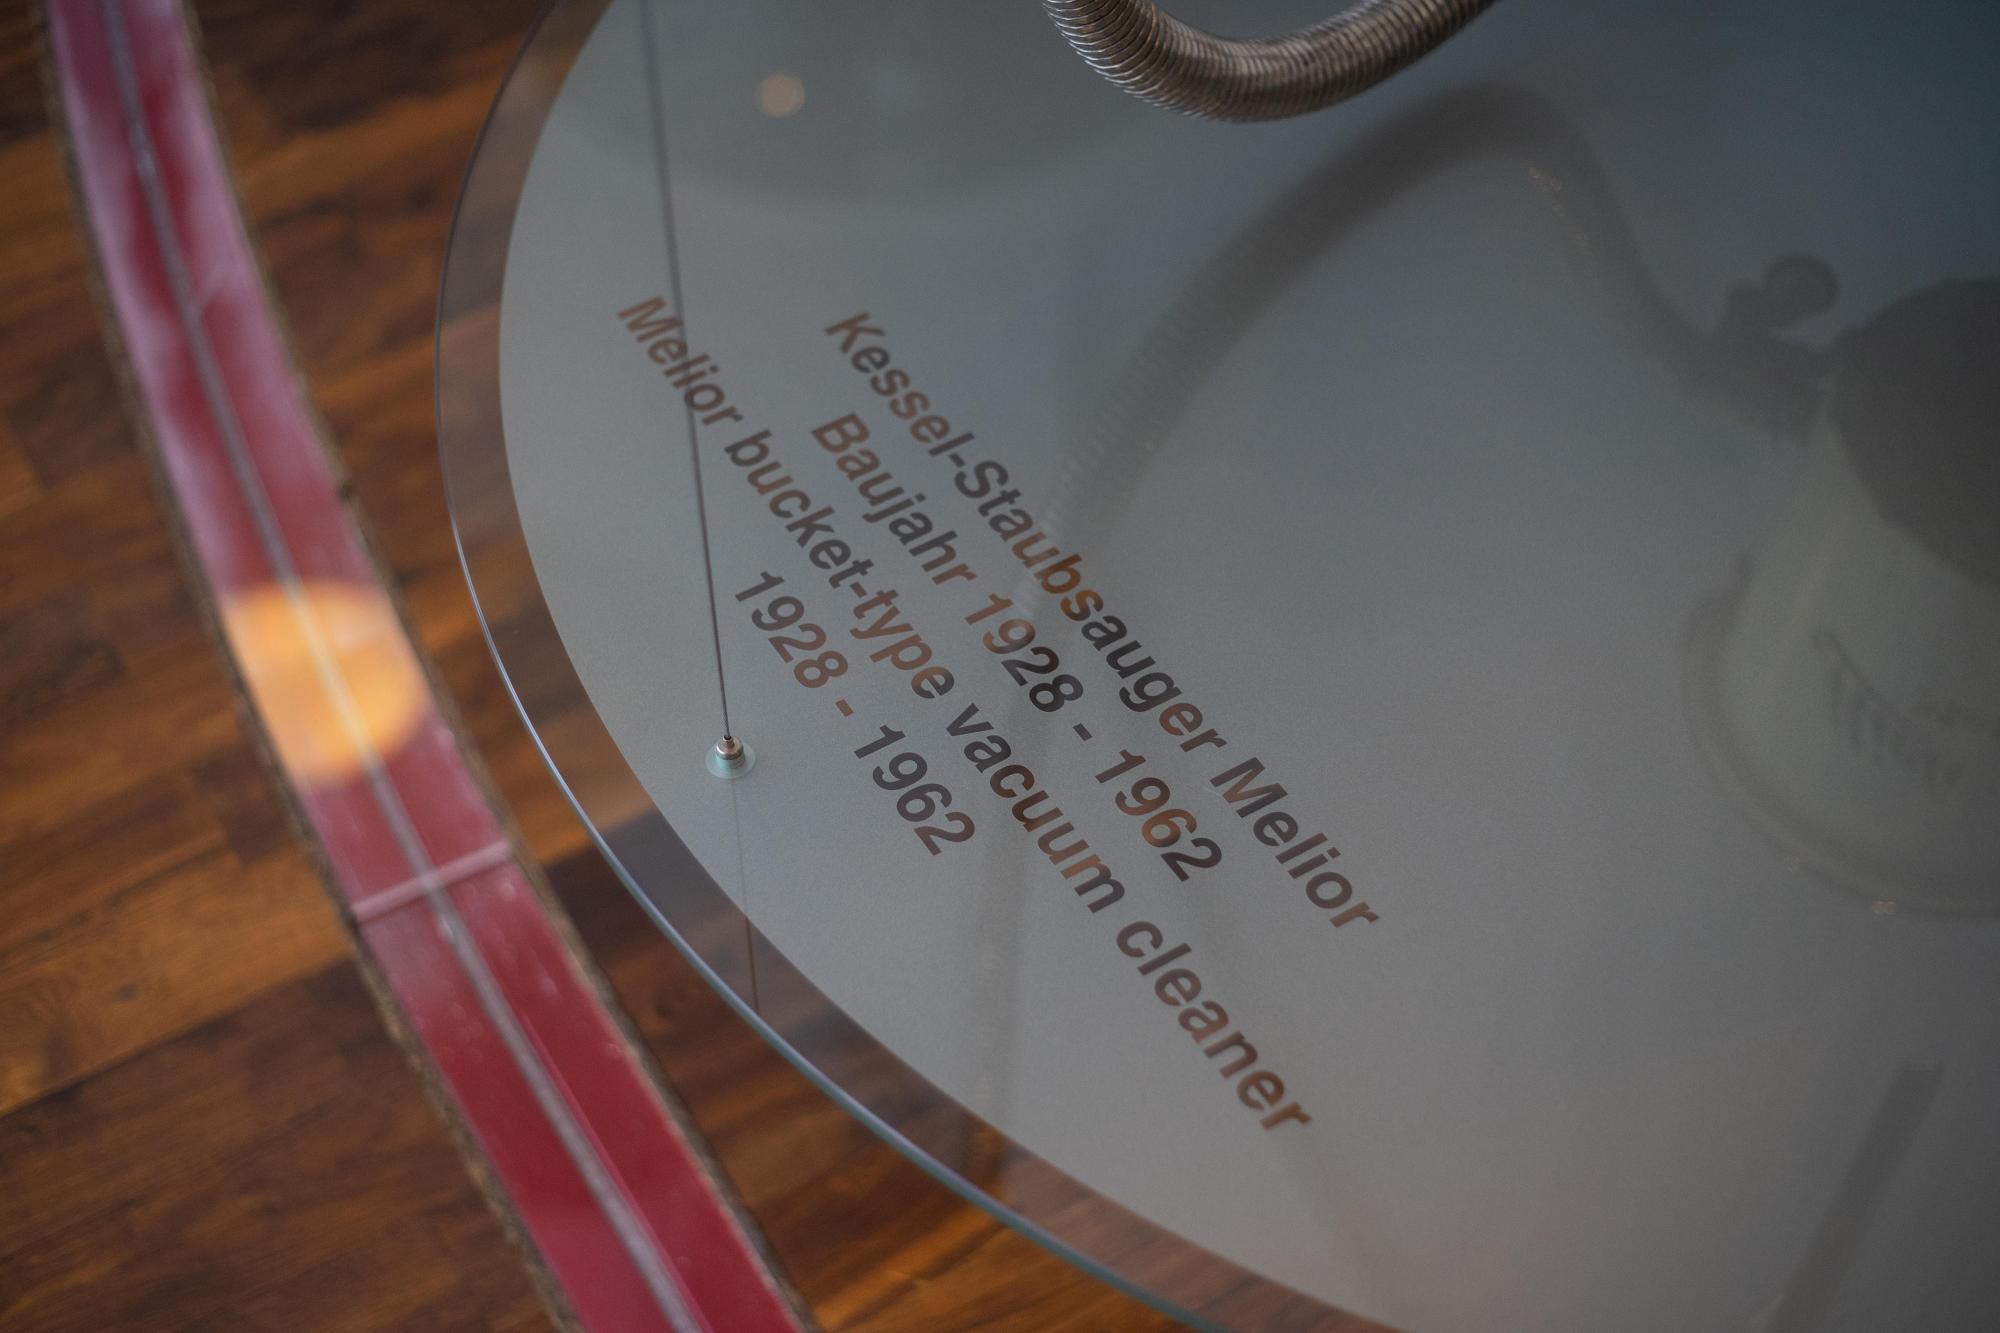 Kessel-Staubsauger Melior
Baujahr 1928 - 1962
Melior bucket-type vacuum cleaner
1928 - 1962